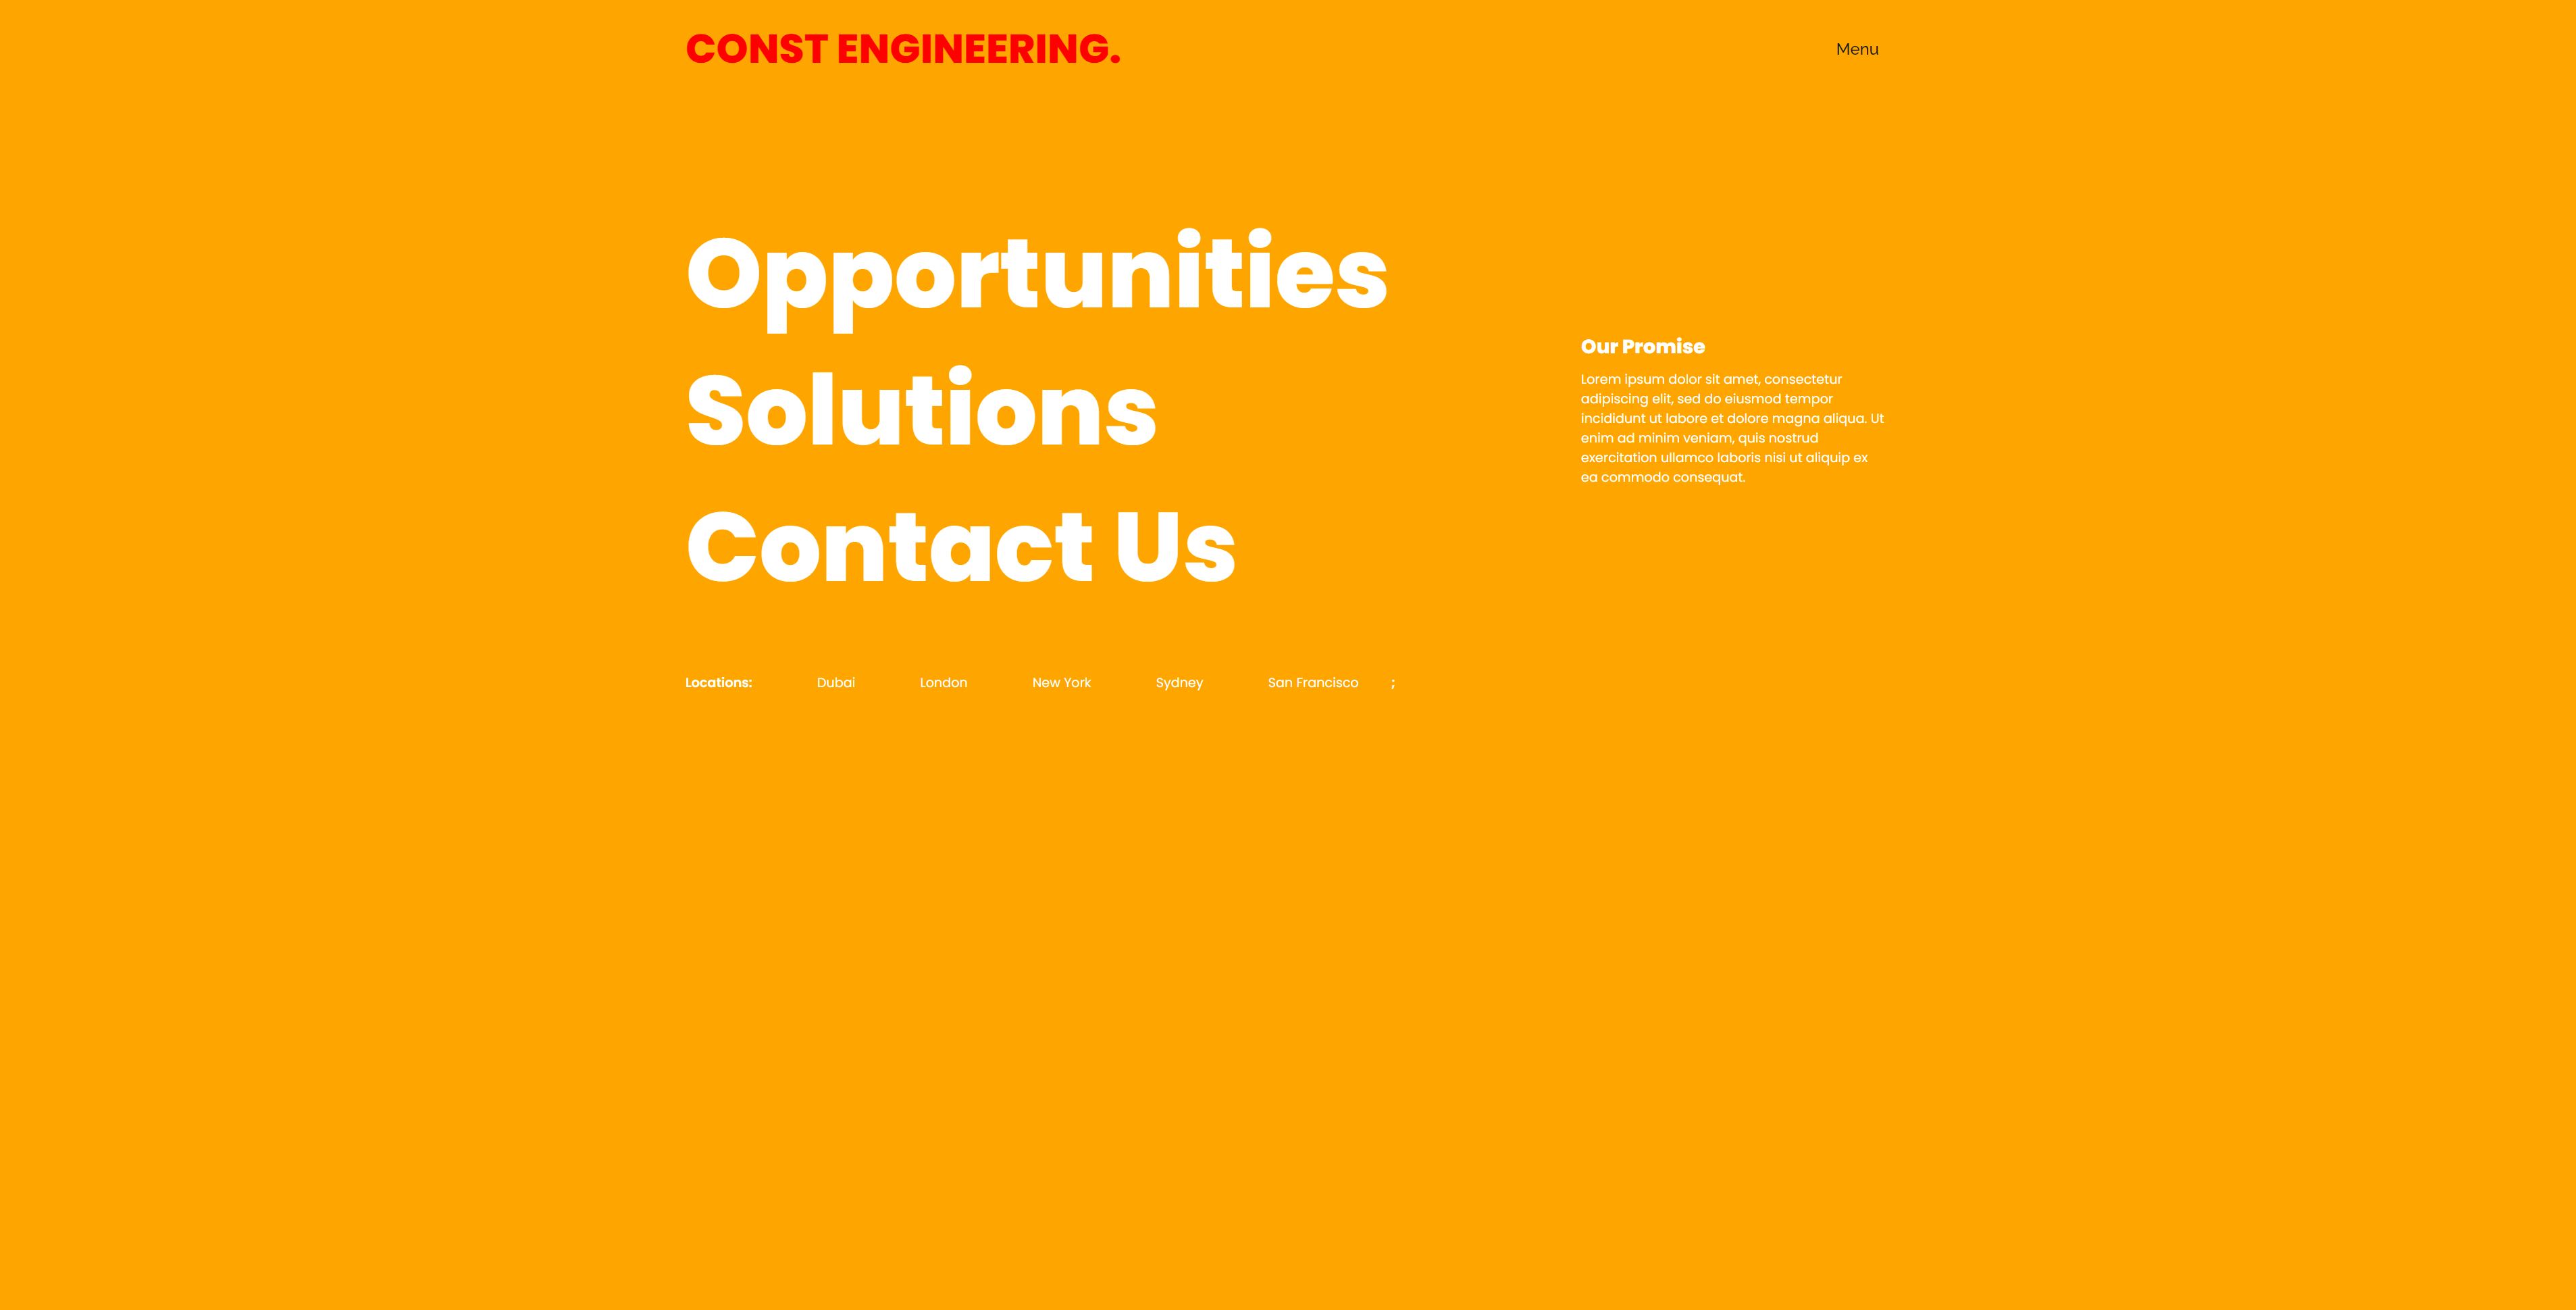 CONST ENGINEERING.
Menu
Opportunities
Solutions
Contact Us
Our Promise
Lorem ipsum dolor sit amet, consectetur
adipiscing elit, sed do eiusmod tempor
incididunt ut labore et dolore magna aliqua. Ut
enim ad minim veniam, quis nostrud
exercitation ullamco laboris nisi ut aliquip ex
ea commodo consequat.
Locations: Dubai London New York Sydney San Francisco ;